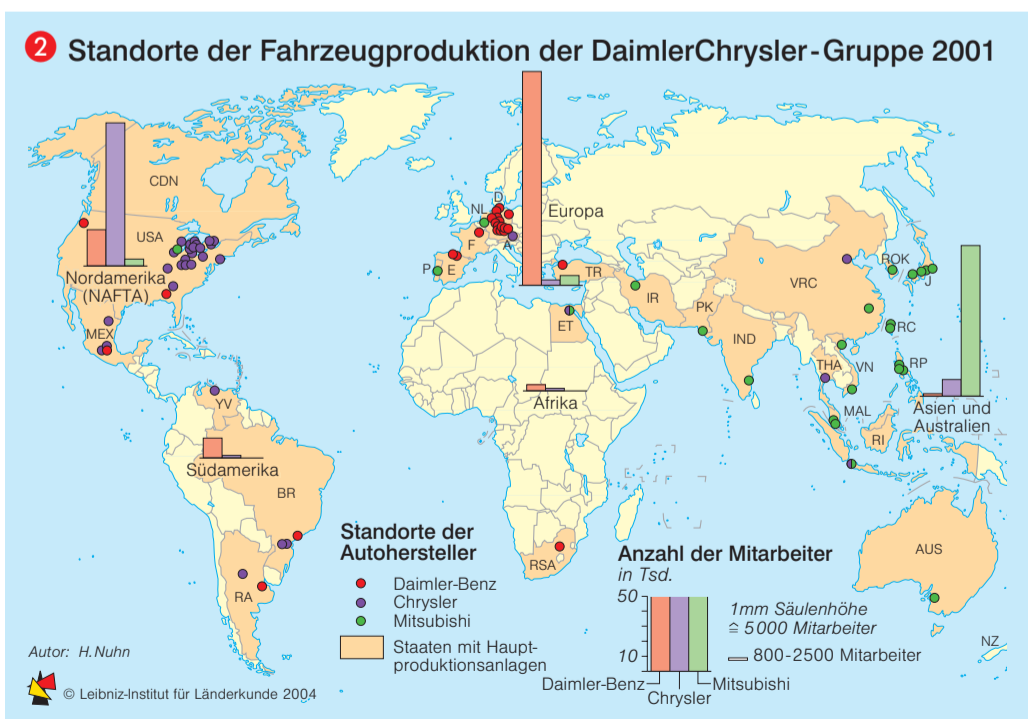 2 Standorte der Fahrzeugproduktion der DaimlerChrysler-Gruppe 2001
CDN
USA
Nordamerika
(NAFTA)
MEX
YV
Südamerika
BR
RA
NL
D
Europa
F
A
P
E
TR
ET
Afrika
RSA
IR
PK
IND
VRC
ROK
J
RC
THA
VN
RP
MAL
RI
Asien und
Australien
AUS
NZ
Standorte der
Autohersteller
Daimler-Benz
Chrysler
Mitsubishi
Staaten mit Haupt-
produktionsanlagen
Anzahl der Mitarbeiter
in Tsd.
50
10
Daimler-Benz
Chrysler
Mitsubishi
1mm Säulenhöhe
≙ 5000 Mitarbeiter
800-2500 Mitarbeiter
Autor: H.Nuhn
© Leibniz-Institut für Länderkunde 2004